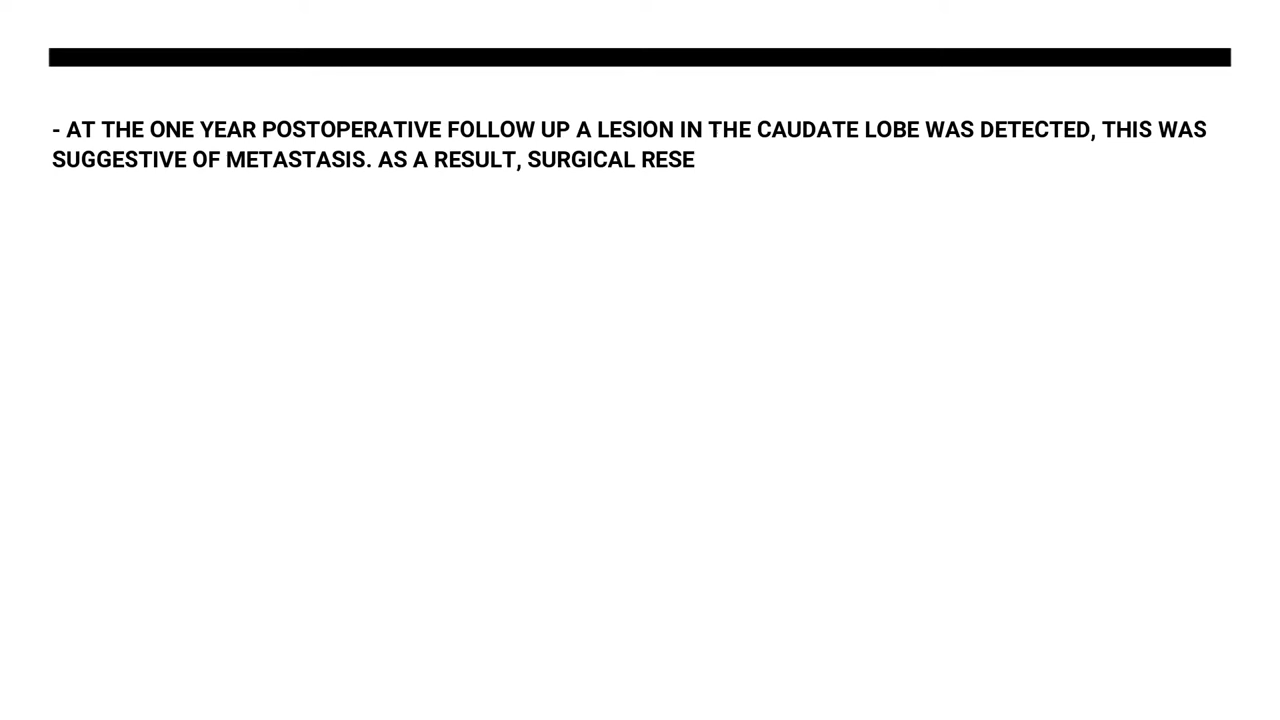 - AT THE ONE YEAR POSTOPERATIVE FOLLOW UP A LESION IN THE CAUDATE LOBE WAS DETECTED, THIS WAS
SUGGESTIVE OF METASTASIS. AS A RESULT, SURGICAL RESE